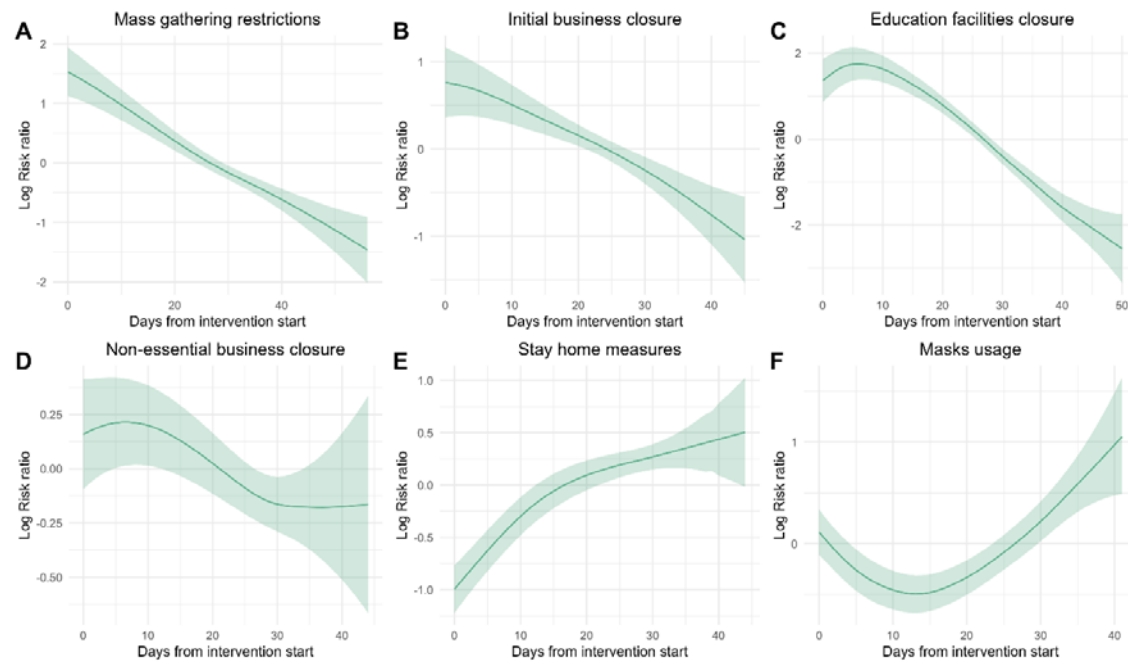 A Mass gathering restrictions
2
1
0
-1
-2
Log Risk ratio
0 20 40
Days from intervention start
B Initial business closure
1
0
-1
Log Risk ratio
0 10 20 30 40
Days from intervention start
C Education facilities closure
2
0
-2
Log Risk ratio
0 10 20 30 40 50
Days from intervention start
D Non-essential business closure
0.25
0.00
-0.25
-0.50
Log Risk ratio
0 10 20 30 40
Days from intervention start
E Stay home measures
1.0
0.5
0.0
-0.5
-1.0
Log Risk ratio
0 10 20 30 40
Days from intervention start
F Masks usage
1
0
Log Risk ratio
0 10 20 30 40
Days from intervention start